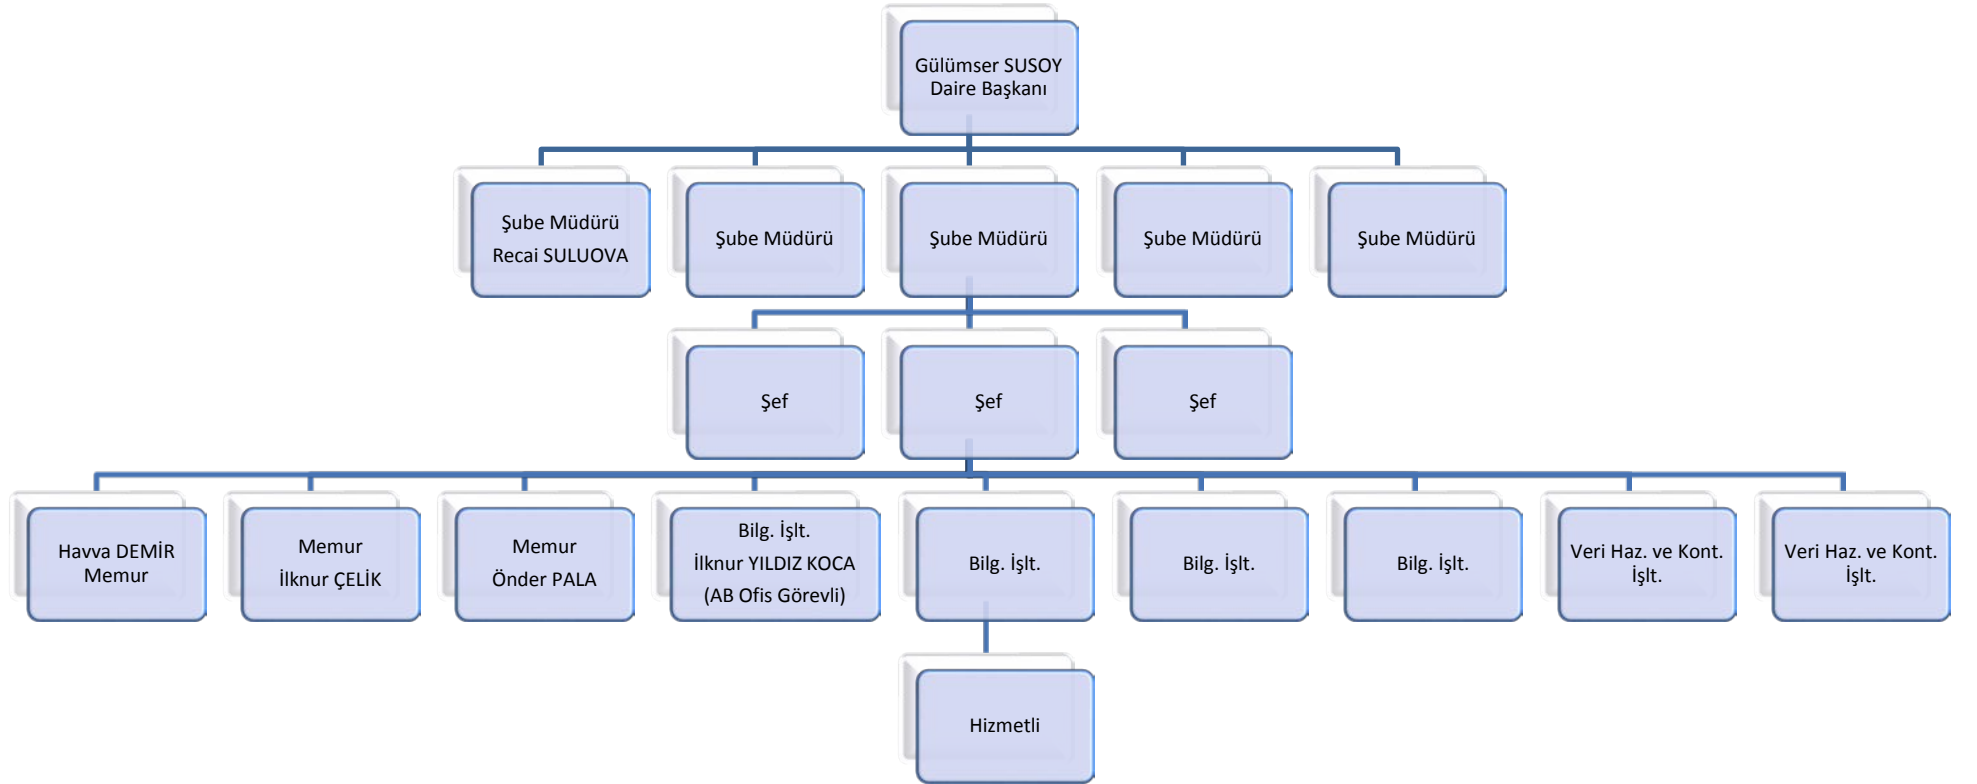 Gülümser SUSOY
Daire Başkanı
Şube Müdürü
Recai SULUOVA
Şube Müdürü
Şube Müdürü
Şube Müdürü
Şube Müdürü
Şef
Şef
Şef
Havva DEMİR
Memur
Memur
İlknur ÇELİK
Memur
Önder PALA
Bilg. İşlt.
İlknur YILDIZ KOCA
(AB Ofis Görevli)
Bilg. İşlt.
Bilg. İşlt.
Bilg. İşlt.
Veri Haz. ve Kont.
İşlt.
Veri Haz. ve Kont.
İşlt.
Hizmetli